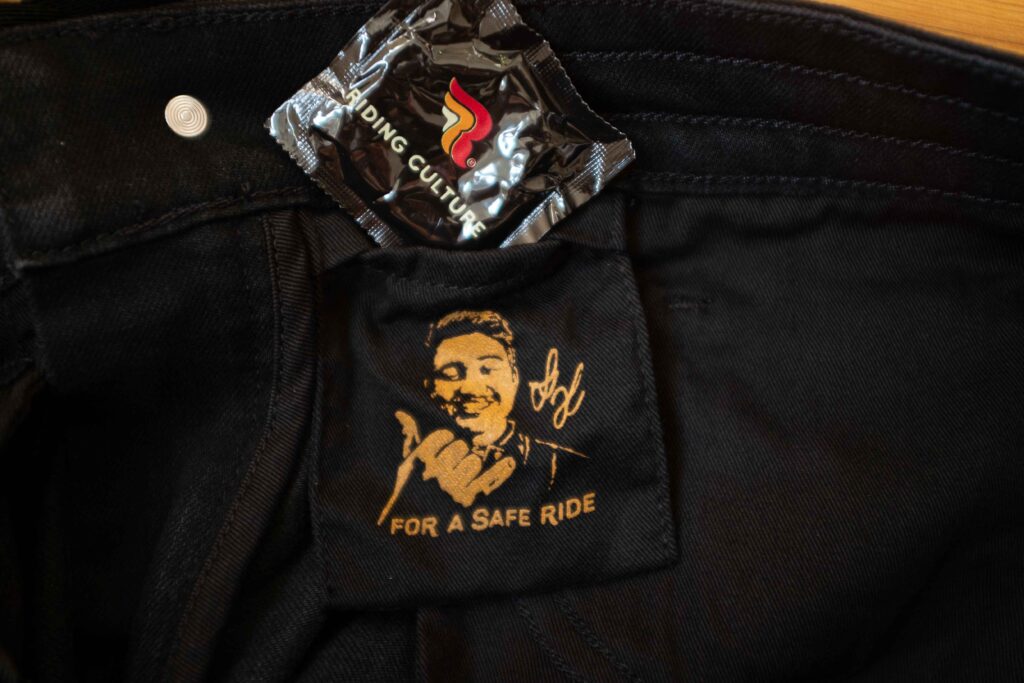 RIDING CULTURE
®
FOR A SAFE RIDE